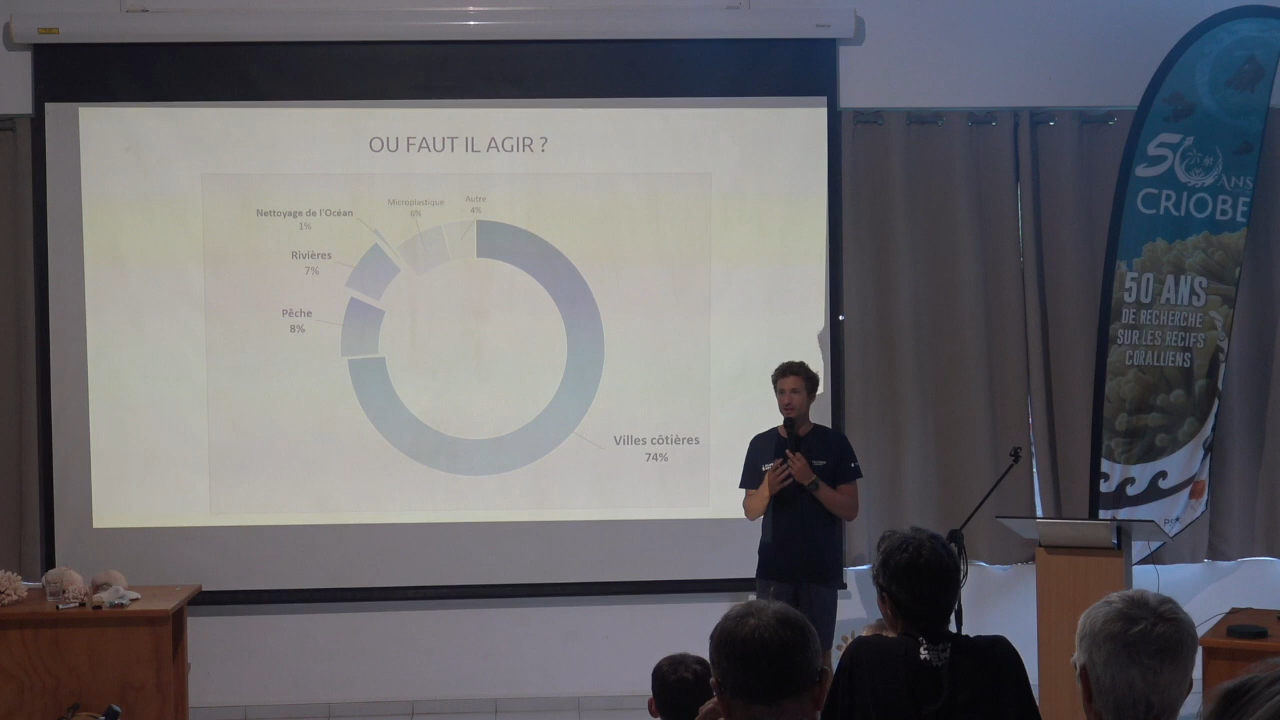 OU FAUT IL AGIR ?
Autre
4%
Microplastique
6%
Nettoyage de l'Océan
1%
Rivières
7%
Pêche
8%
Villes côtières
74%
50
ANS
CRIOBE
50 ANS
DE RECHERCHE
SUR LES RECIFS
CORALLIENS